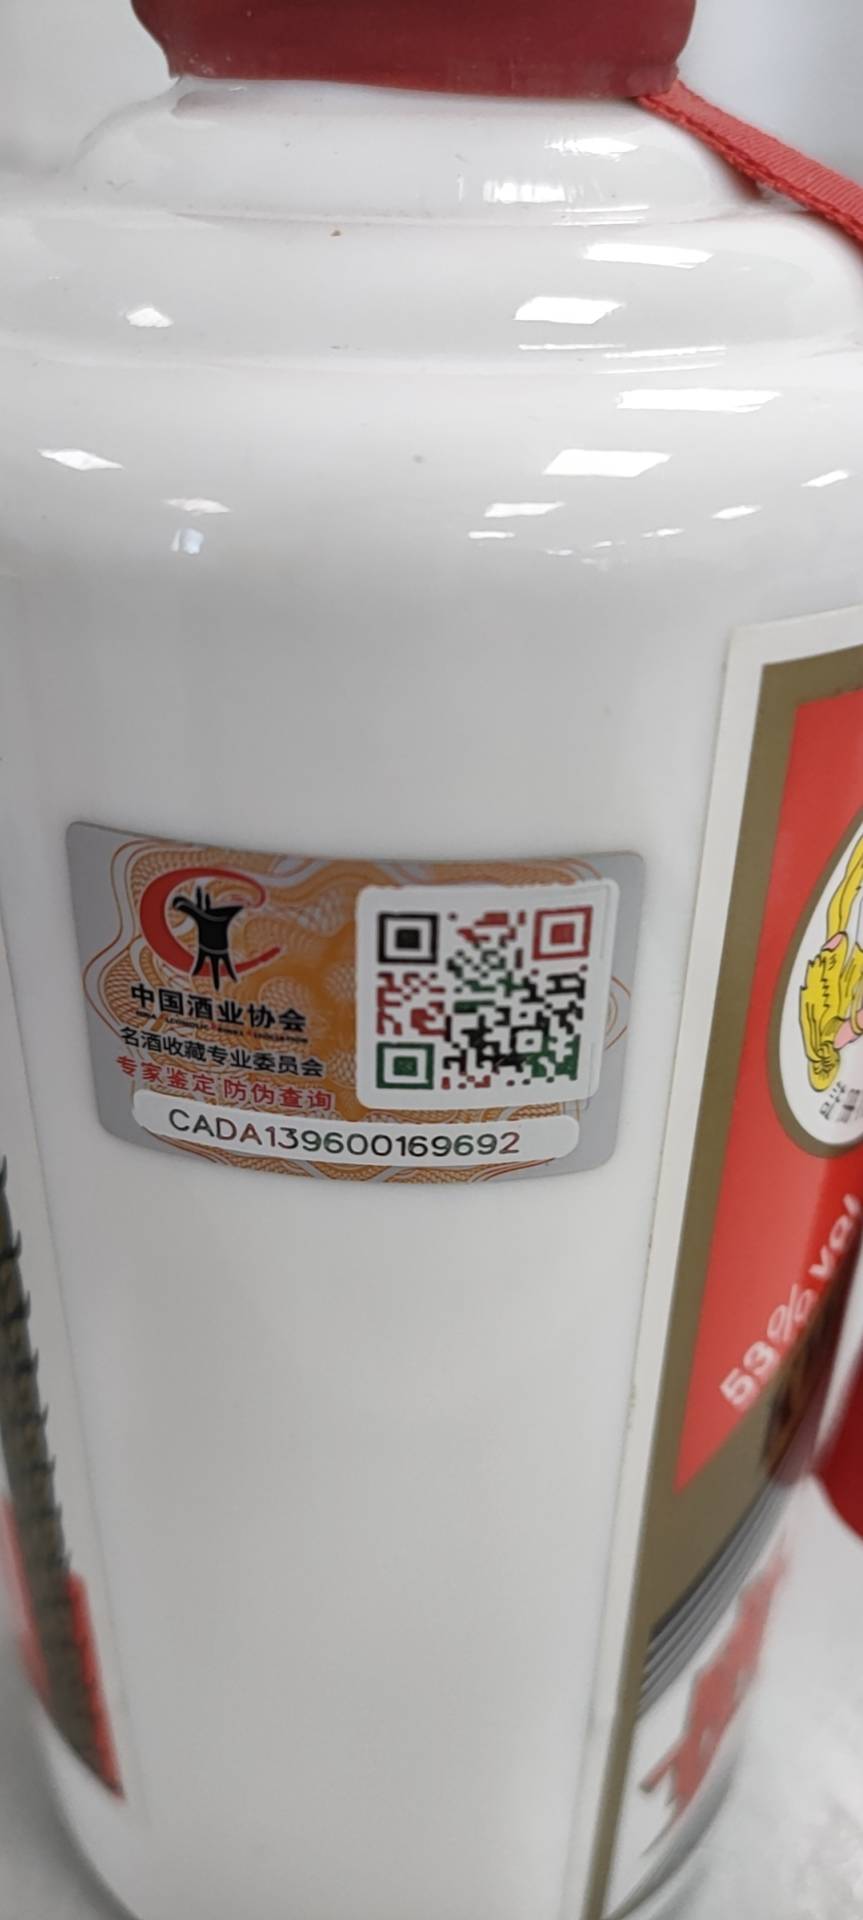 中国酒业协会
名酒收藏专业委员会
专家鉴定 防伪查询
CADA139600169692
53% vol